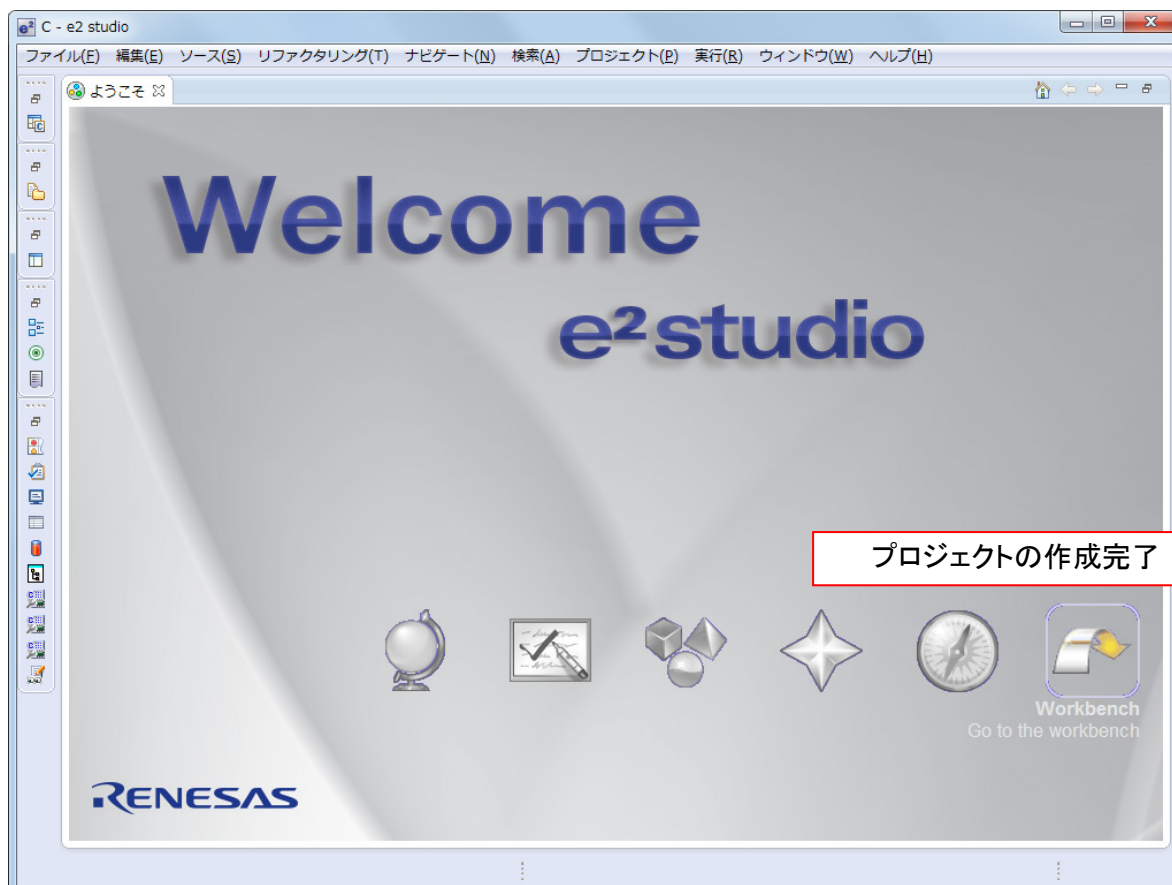 C - e2 studio
ファイル(F) 編集(E) ソース(S) リファクタリング(T) ナビゲート(N) 検索(A) プロジェクト(P) 実行(R) ウィンドウ(W) ヘルプ(H)
ようこそ
Welcome
e² studio
プロジェクトの作成完了
Workbench
Go to the workbench
RENESAS